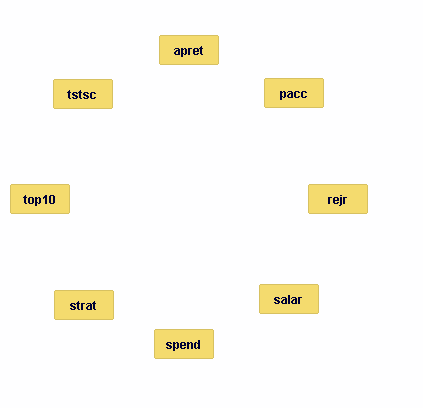 apret
tstsc
pacc
top10
rejr
strat
salar
spend